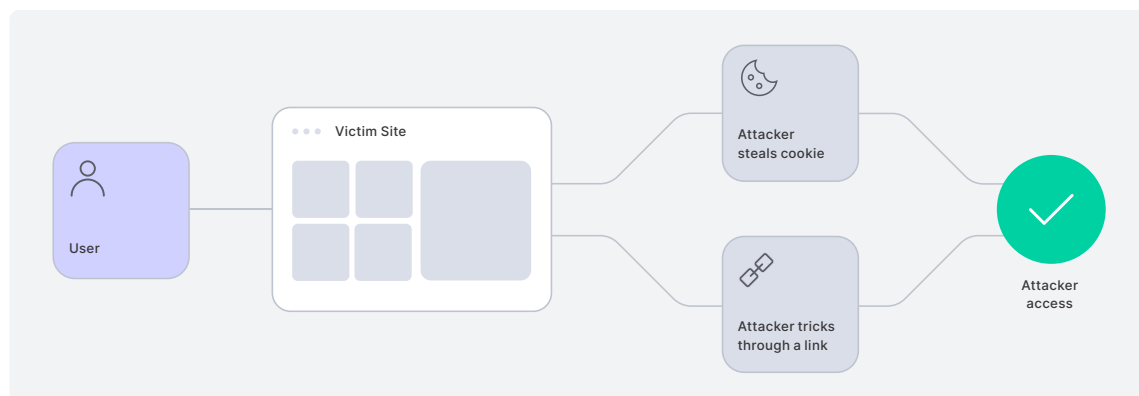 User
Victim Site
Attacker
steals cookie
Attacker tricks
through a link
Attacker
access